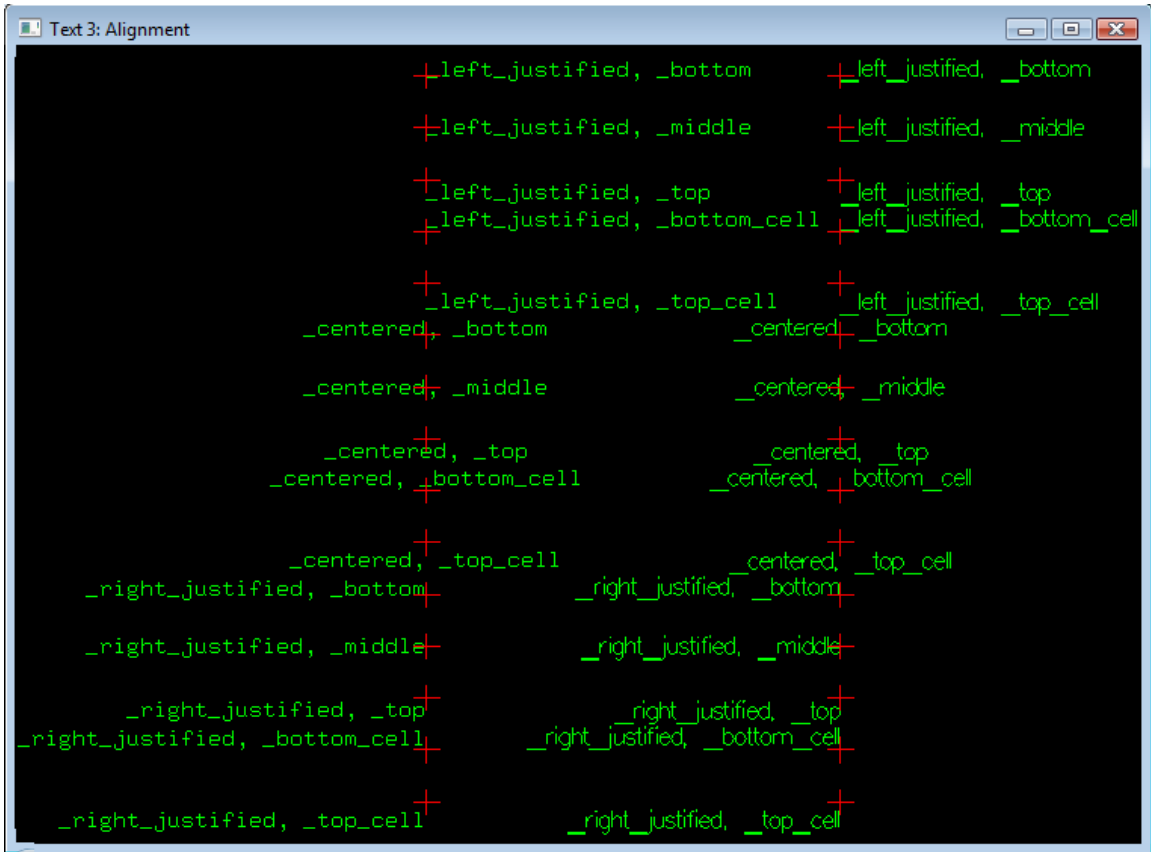 Text 3: Alignment
_left_justified, _bottom _left_justified, _bottom
_left_justified, _middle _left_justified, _middle
_left_justified, _top _left_justified, _top
_left_justified, _bottom_cell _left_justified, _bottom_cell
_left_justified, _top_cell _left_justified, _top_cell
_centered, _bottom _centered, _bottom
_centered, _middle _centered, _middle
_centered, _top _centered, _top
_centered, _bottom_cell _centered, _bottom_cell
_centered, _top_cell _centered, _top_cell
_right_justified, _bottom _right_justified, _bottom
_right_justified, _middle _right_justified, _middle
_right_justified, _top _right_justified, _top
_right_justified, _bottom_cell _right_justified, _bottom_cell
_right_justified, _top_cell _right_justified, _top_cell